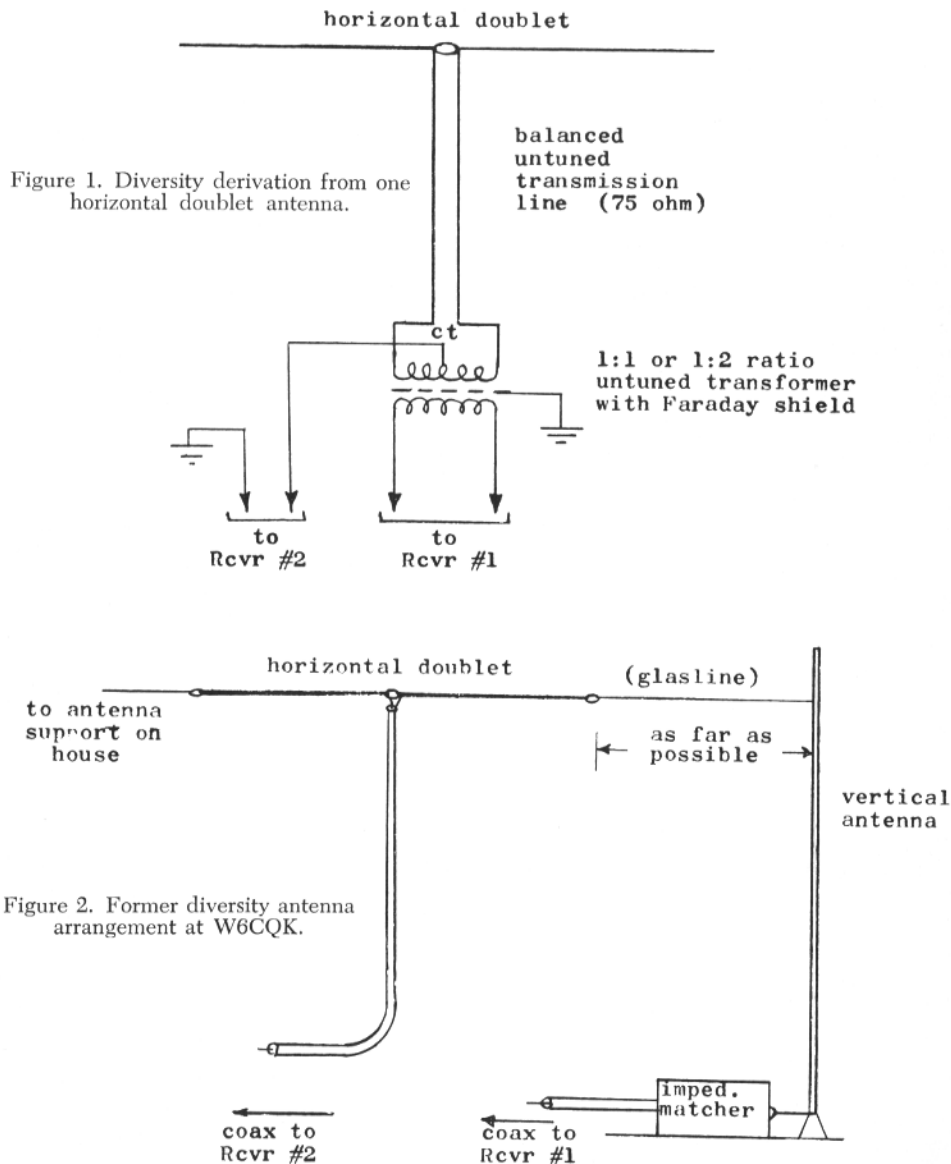 horizontal doublet
balanced
untuned
transmission
line (75 ohm)
Figure 1. Diversity derivation from one
horizontal doublet antenna.
ct
1:1 or 1:2 ratio
untuned transformer
with Faraday shield
to
Rcvr #2
to
Rcvr #1
horizontal doublet
(glasline)
to antenna
support on
house
as far as
possible
vertical
antenna
Figure 2. Former diversity antenna
arrangement at W6CQK.
imped.
matcher
coax to
Rcvr #2
coax to
Rcvr #1